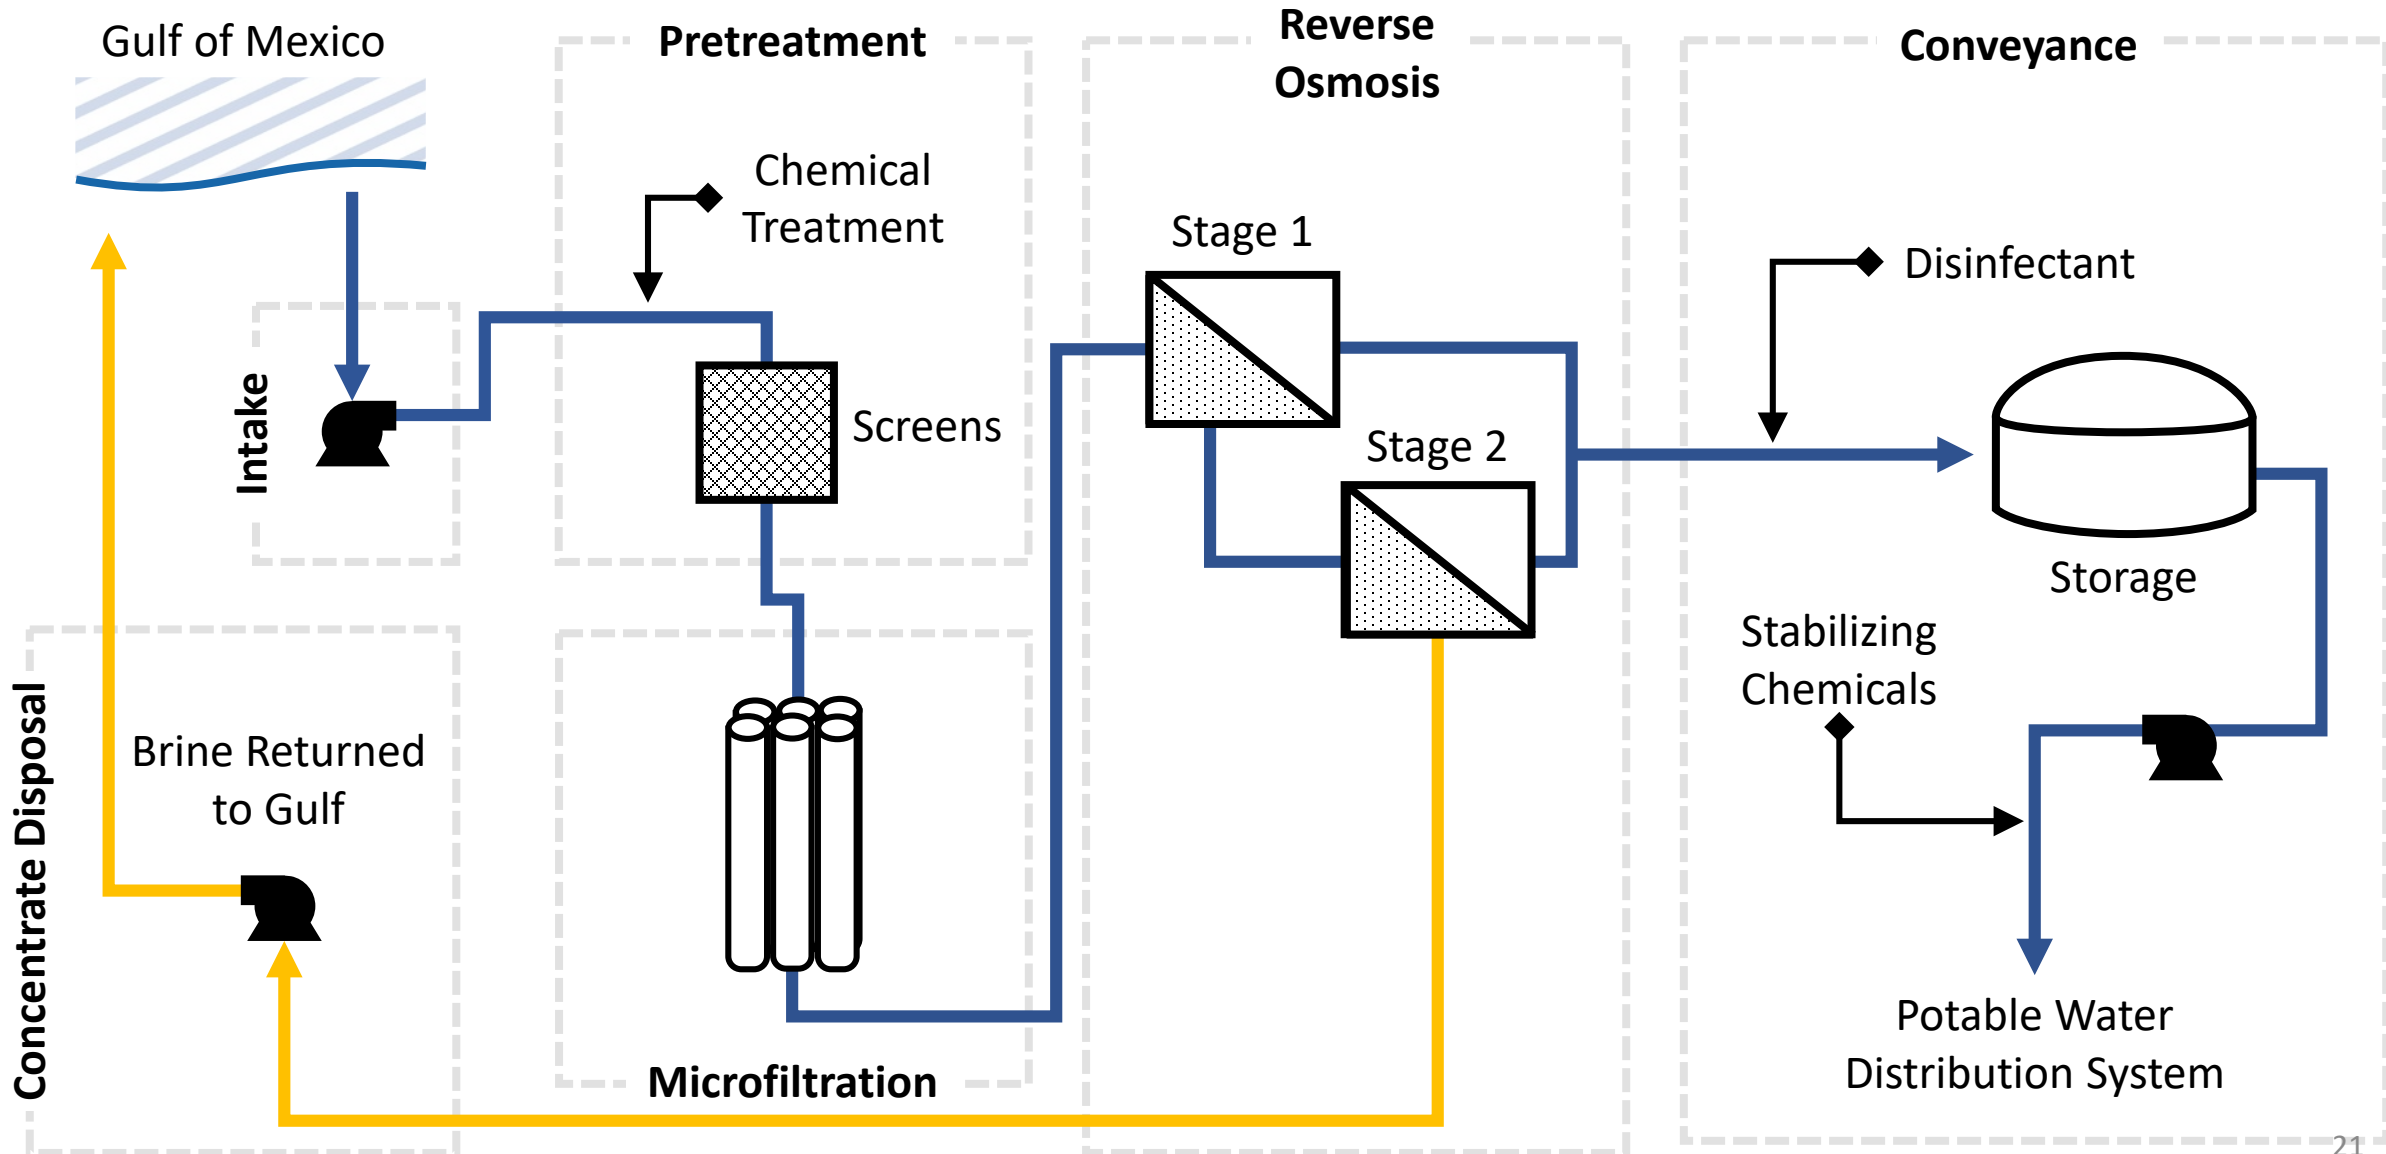 Gulf of Mexico
Pretreatment
Reverse
Osmosis
Conveyance
Chemical
Treatment
Stage 1
Disinfectant
Intake
Screens
Stage 2
Storage
Stabilizing
Chemicals
Concentrate Disposal
Brine Returned
to Gulf
Microfiltration
Potable Water
Distribution System
21